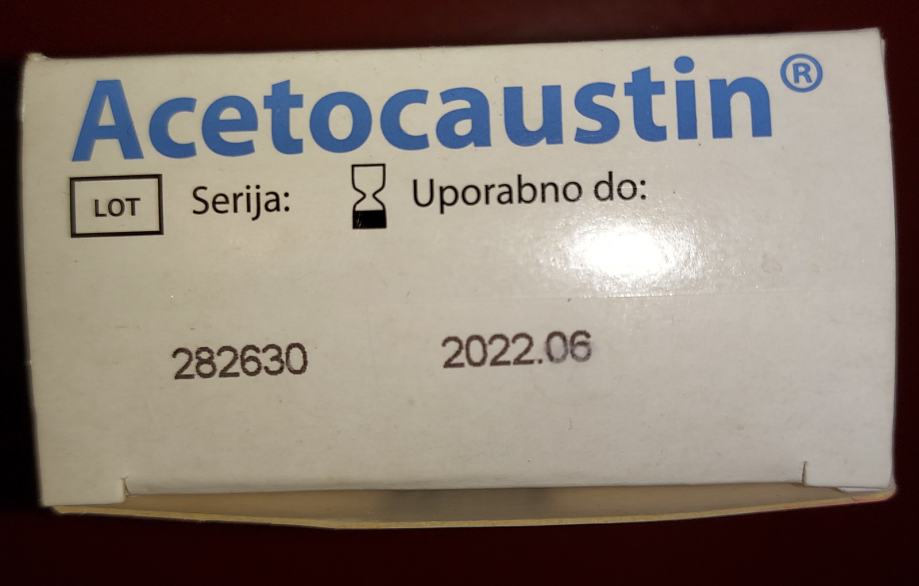 Acetocaustin®
LOT Serija: Uporabno do:
282630 2022.06